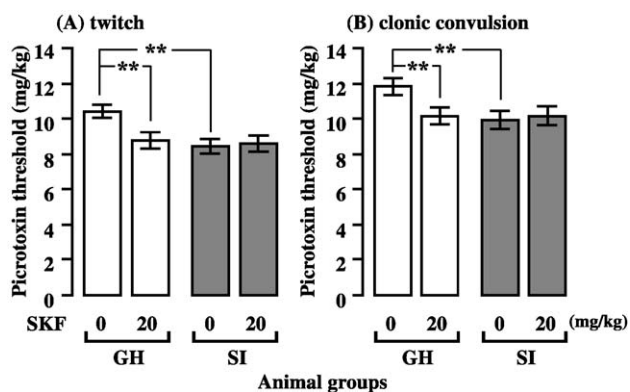 (A) twitch
Picrotoxin threshold (mg/kg)
14
12
10
8
6
4
2
0
**
**
SKF 0 20 0 20
GH SI
(B) clonic convulsion
Picrotoxin threshold (mg/kg)
14
12
10
8
6
4
2
0
**
**
0 20 0 20 (mg/kg)
GH SI
Animal groups